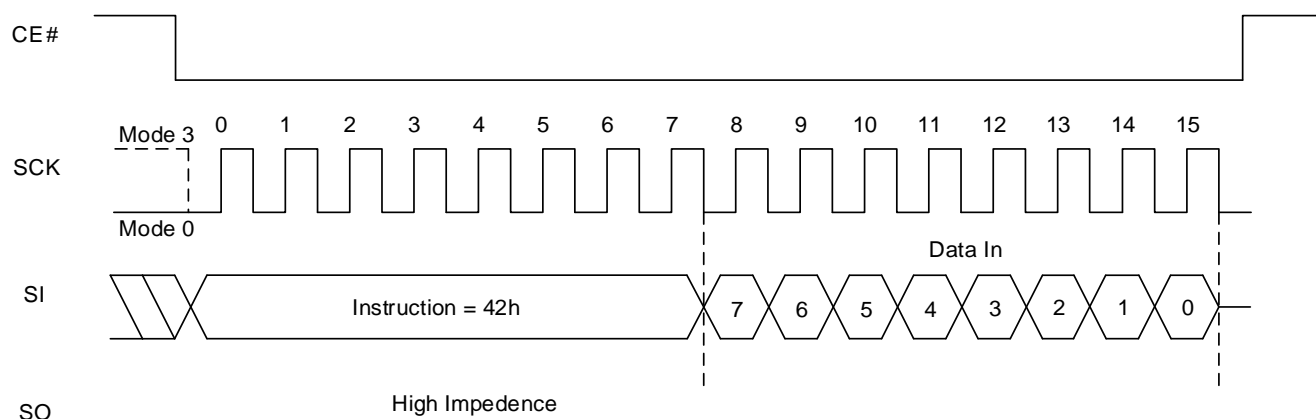 CE#
Mode 3
0 1 2 3 4 5 6 7 8 9 10 11 12 13 14 15
SCK
Mode 0
Data In
SI
Instruction = 42h
7 6 5 4 3 2 1 0
High Impedence
SO